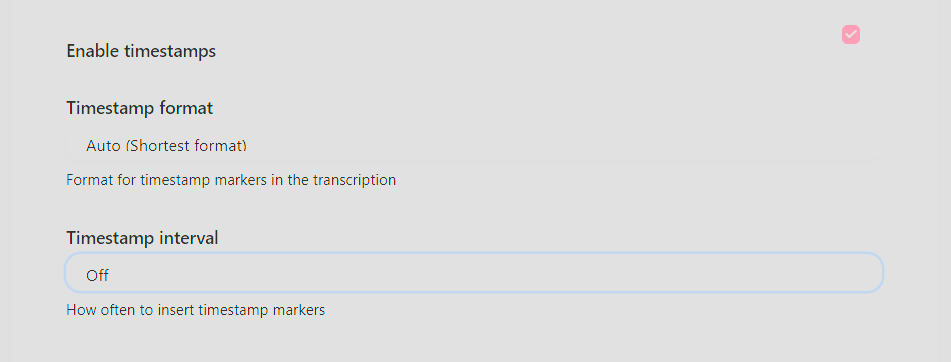 Enable timestamps
Timestamp format
Auto (Shortest format)
Format for timestamp markers in the transcription
Timestamp interval
Off
How often to insert timestamp markers